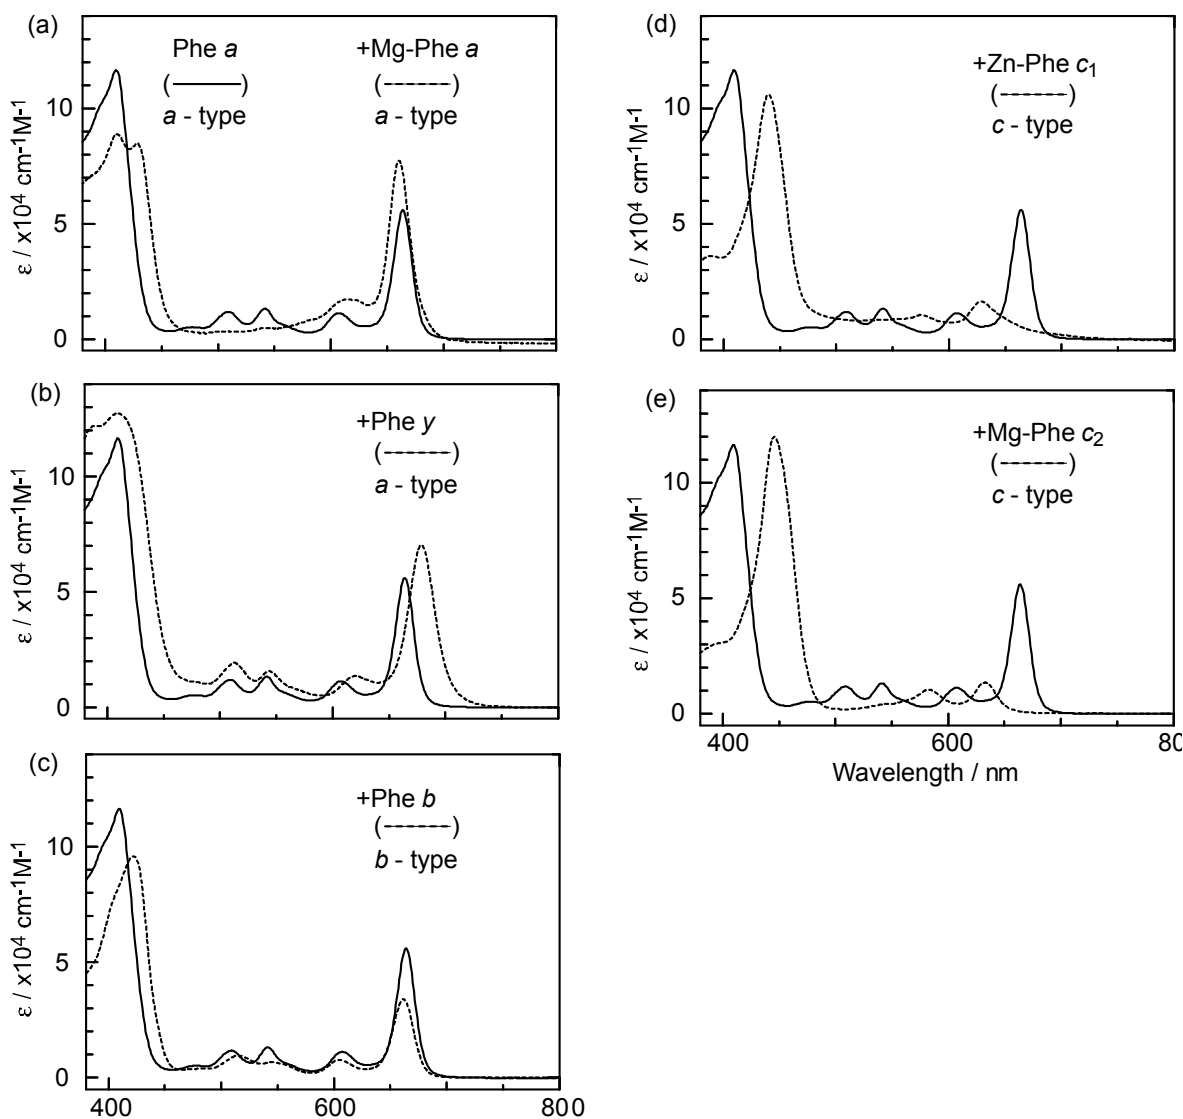 (a)
Phe a
(———)
a - type
+Mg-Phe a
(--------)
a - type
10
5
0
ε / x10⁴ cm⁻¹M⁻¹
(b)
+Phe y
(--------)
a - type
10
5
0
ε / x10⁴ cm⁻¹M⁻¹
(c)
+Phe b
(--------)
b - type
10
5
0
ε / x10⁴ cm⁻¹M⁻¹
400 600 800
(d)
+Zn-Phe c₁
(--------)
c - type
10
5
0
ε / x10⁴ cm⁻¹M⁻¹
(e)
+Mg-Phe c₂
(--------)
c - type
10
5
0
ε / x10⁴ cm⁻¹M⁻¹
400 600 80
Wavelength / nm